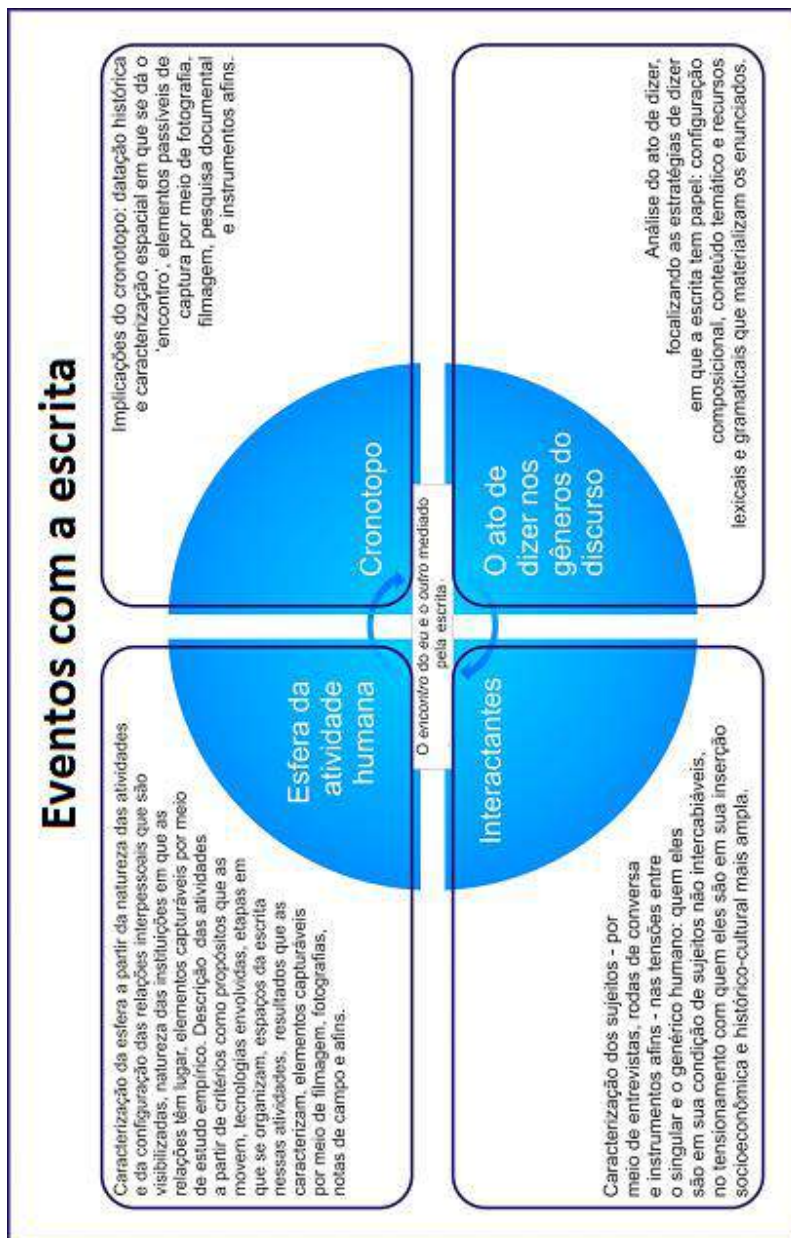 Eventos com a escrita
Caracterização da esfera a partir da natureza das atividades
e da configuração das relações interpessoais que são
visibilizadas, natureza das instituições em que as
relações têm lugar, elementos capturáveis por meio
de estudo empírico. Descrição das atividades
a partir de critérios como propósitos que as
movem, tecnologias envolvidas, etapas em
que se organizam, espaços da escrita
nessas atividades, resultados que as
caracterizam, elementos capturáveis
por meio de filmagem, fotografias,
notas de campo e afins.
Implicações do cronotopo: datação histórica
e caracterização espacial em que se dá o
'encontro', elementos passíveis de
captura por meio de fotografia,
filmagem, pesquisa documental
e instrumentos afins.
Esfera da
atividade
humana
Cronotopo
O encontro do eu e o outro mediado
pela escrita
Interactantes
O ato de
dizer nos
gêneros do
discurso
Caracterização dos sujeitos - por
meio de entrevistas, rodas de conversa
e instrumentos afins - nas tensões entre
o singular e o genérico humano: quem eles
são em sua condição de sujeitos não intercabiáveis,
no tensionamento com quem eles são em sua inserção
socioeconômica e histórico-cultural mais ampla.
Análise do ato de dizer,
focalizando as estratégias de dizer
em que a escrita tem papel: configuração
composicional, conteúdo temático e recursos
lexicais e gramaticais que materializam os enunciados.